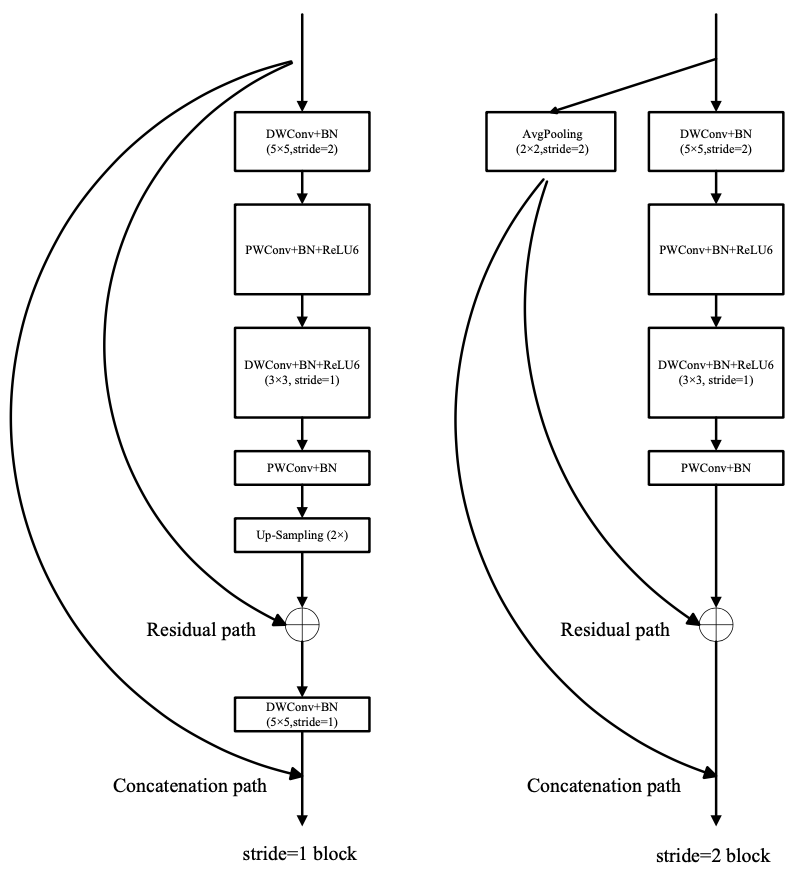 DWConv+BN
(5×5,stride=2)
PWConv+BN+ReLU6
DWConv+BN+ReLU6
(3×3, stride=1)
PWConv+BN
Up-Sampling (2×)
Residual path
DWConv+BN
(5×5,stride=1)
Concatenation path
stride=1 block
AvgPooling
(2×2,stride=2)
DWConv+BN
(5×5,stride=2)
PWConv+BN+ReLU6
DWConv+BN+ReLU6
(3×3, stride=1)
PWConv+BN
Residual path
Concatenation path
stride=2 block